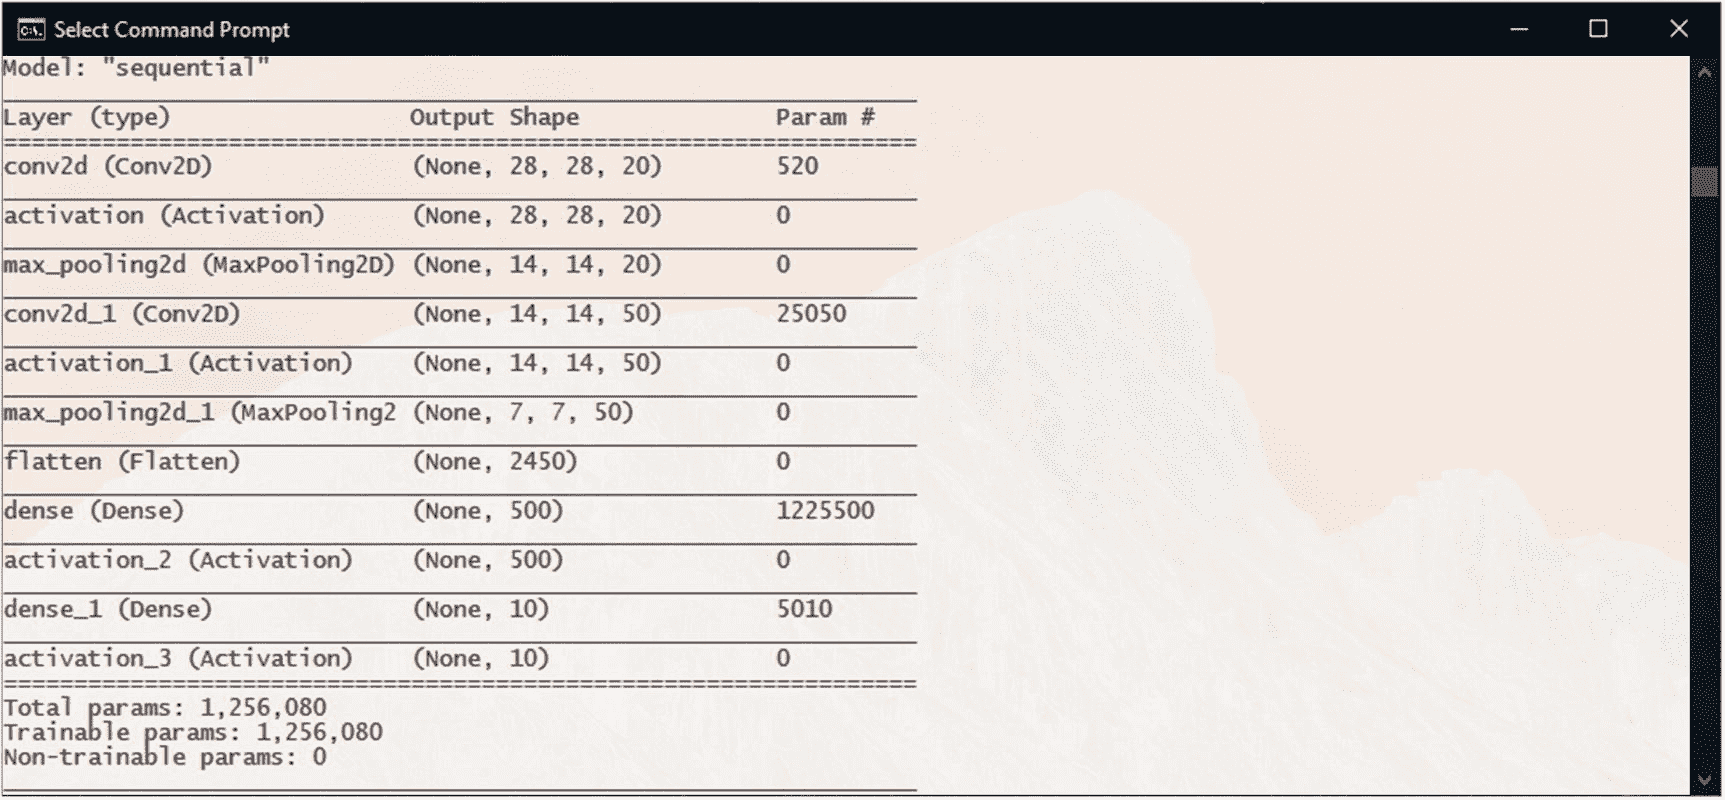 Select Command Prompt
Model: "sequential"
Layer (type) Output Shape Param #
=================================================================
conv2d (Conv2D) (None, 28, 28, 20) 520
activation (Activation) (None, 28, 28, 20) 0
max_pooling2d (MaxPooling2D) (None, 14, 14, 20) 0
conv2d_1 (Conv2D) (None, 14, 14, 50) 25050
activation_1 (Activation) (None, 14, 14, 50) 0
max_pooling2d_1 (MaxPooling2 (None, 7, 7, 50) 0
flatten (Flatten) (None, 2450) 0
dense (Dense) (None, 500) 1225500
activation_2 (Activation) (None, 500) 0
dense_1 (Dense) (None, 10) 5010
activation_3 (Activation) (None, 10) 0
=================================================================
Total params: 1,256,080
Trainable params: 1,256,080
Non-trainable params: 0